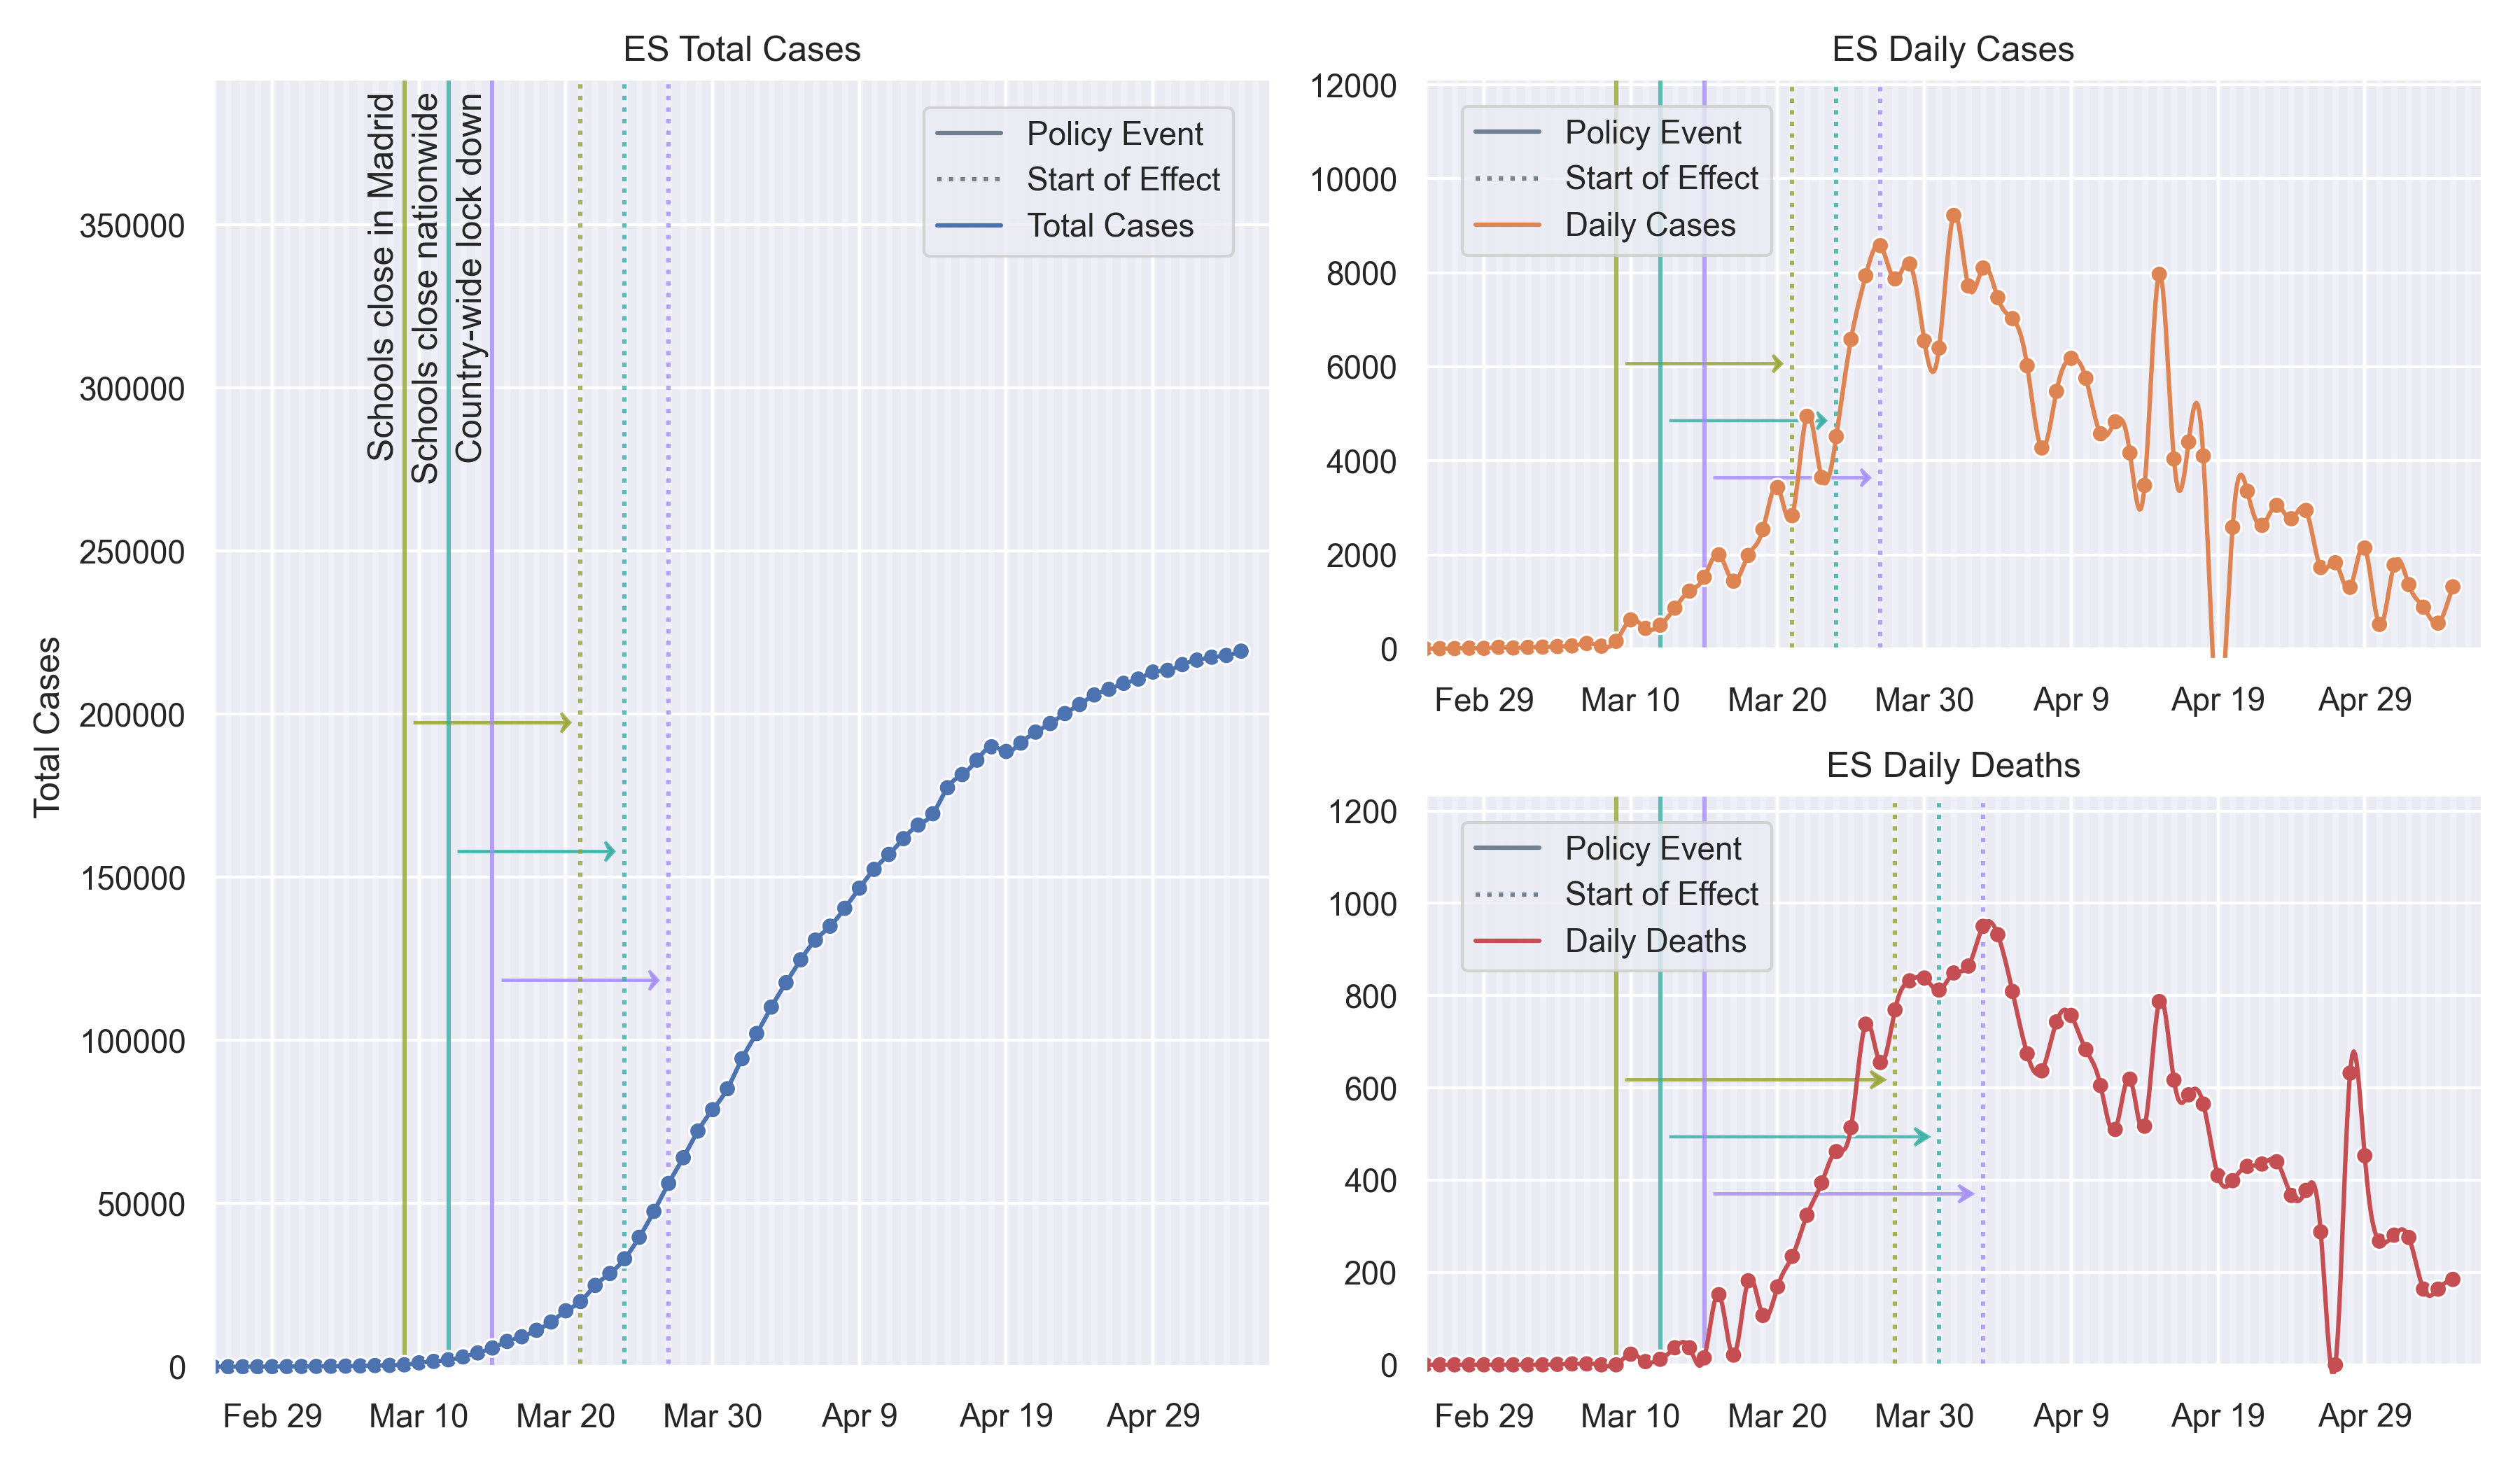 ES Total Cases
Total Cases
350000
300000
250000
200000
150000
100000
50000
0
Schools close in Madrid
Schools close nationwide
Country-wide lock down
Policy Event
Start of Effect
Total Cases
Feb 29 Mar 10 Mar 20 Mar 30 Apr 9 Apr 19 Apr 29
ES Daily Cases
12000
10000
8000
6000
4000
2000
0
Policy Event
Start of Effect
Daily Cases
Feb 29 Mar 10 Mar 20 Mar 30 Apr 9 Apr 19 Apr 29
ES Daily Deaths
1200
1000
800
600
400
200
0
Policy Event
Start of Effect
Daily Deaths
Feb 29 Mar 10 Mar 20 Mar 30 Apr 9 Apr 19 Apr 29